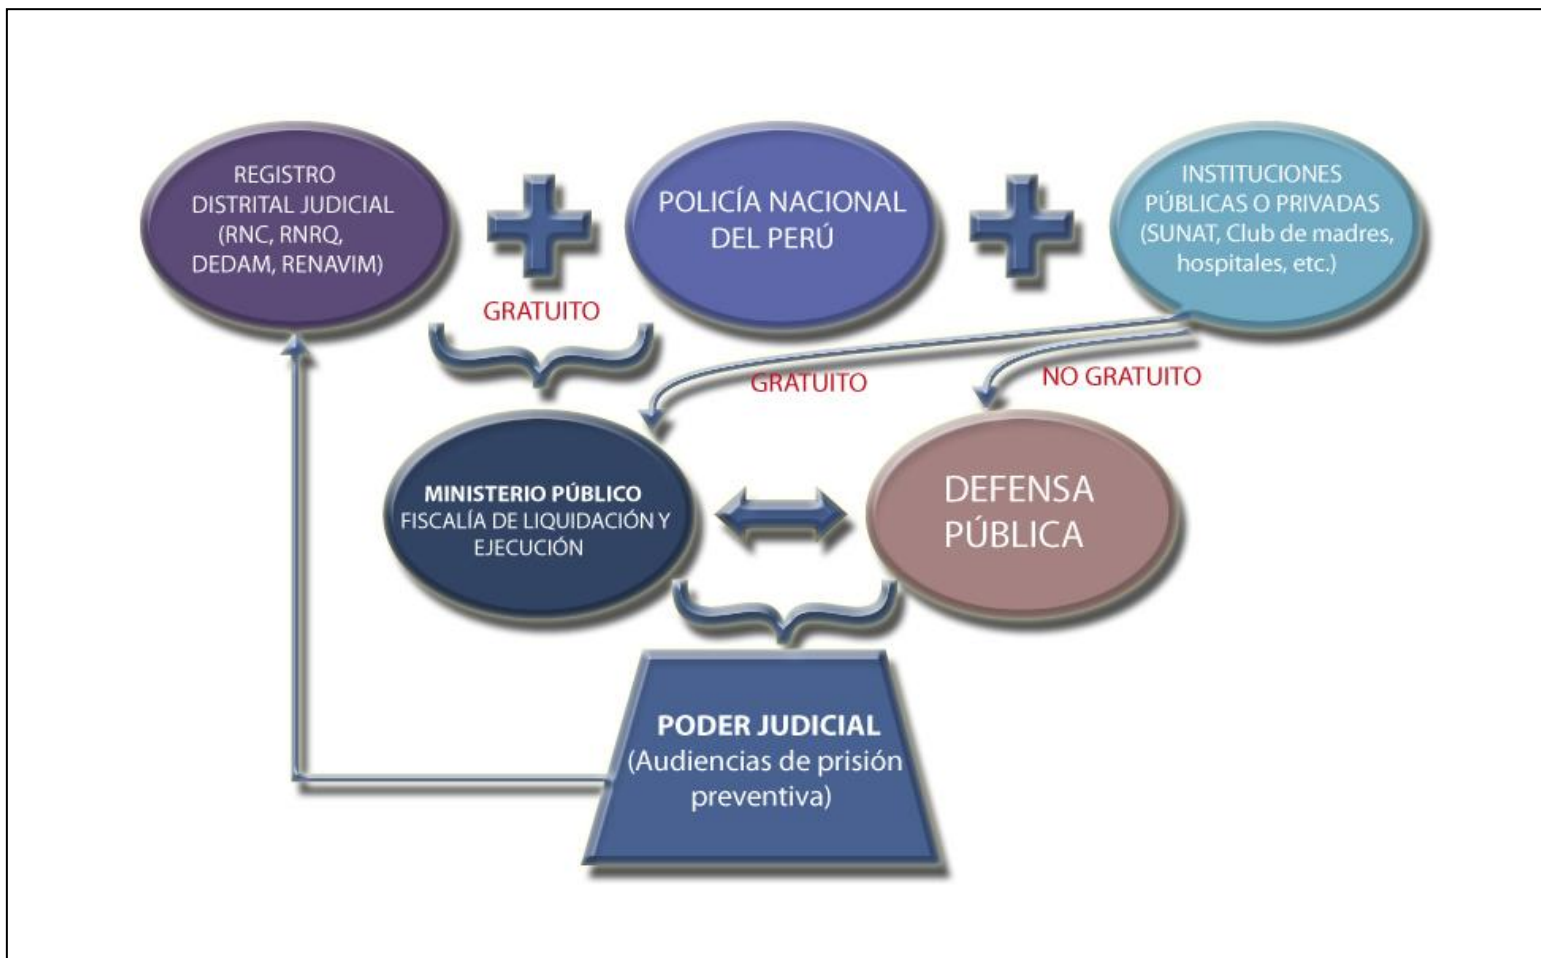 REGISTRO
DISTRITAL JUDICIAL
(RNC, RNRQ,
DEDAM, RENAVIM)
POLICÍA NACIONAL
DEL PERÚ
INSTITUCIONES
PÚBLICAS O PRIVADAS
(SUNAT, Club de madres,
hospitales, etc.)
GRATUITO
GRATUITO
NO GRATUITO
MINISTERIO PÚBLICO
FISCALÍA DE LIQUIDACIÓN Y
EJECUCIÓN
DEFENSA
PÚBLICA
PODER JUDICIAL
(Audiencias de prisión
preventiva)